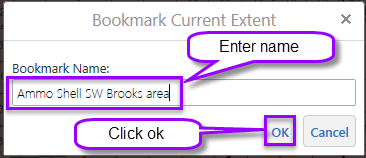 Bookmark Current Extent
Enter name
Bookmark Name:
Ammo Shell SW Brooks area
Click ok
OK
Cancel